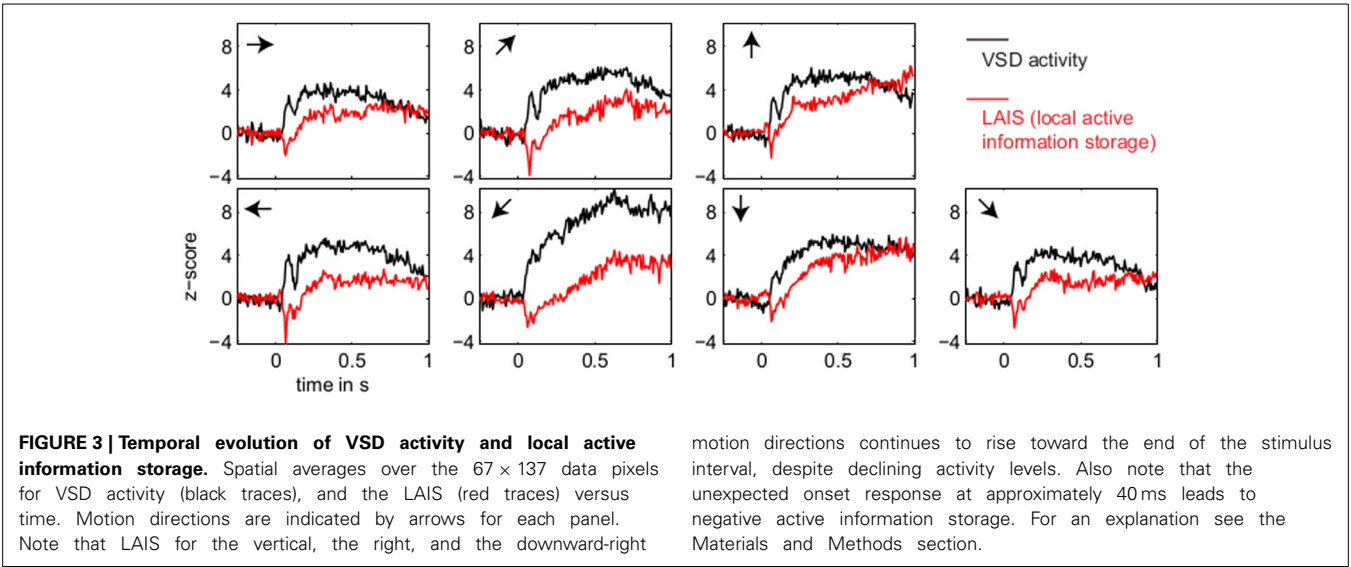 8
4
0
−4
8
4
0
−4
8
4
0
−4
VSD activity
LAIS (local active
information storage)
z−score
8
4
0
−4
0
0.5
1
time in s
8
4
0
−4
0
0.5
1
8
4
0
−4
0
0.5
1
8
4
0
−4
0
0.5
1
FIGURE 3 | Temporal evolution of VSD activity and local active
information storage. Spatial averages over the 67 × 137 data pixels
for VSD activity (black traces), and the LAIS (red traces) versus
time. Motion directions are indicated by arrows for each panel.
Note that LAIS for the vertical, the right, and the downward-right
motion directions continues to rise toward the end of the stimulus
interval, despite declining activity levels. Also note that the
unexpected onset response at approximately 40 ms leads to
negative active information storage. For an explanation see the
Materials and Methods section.